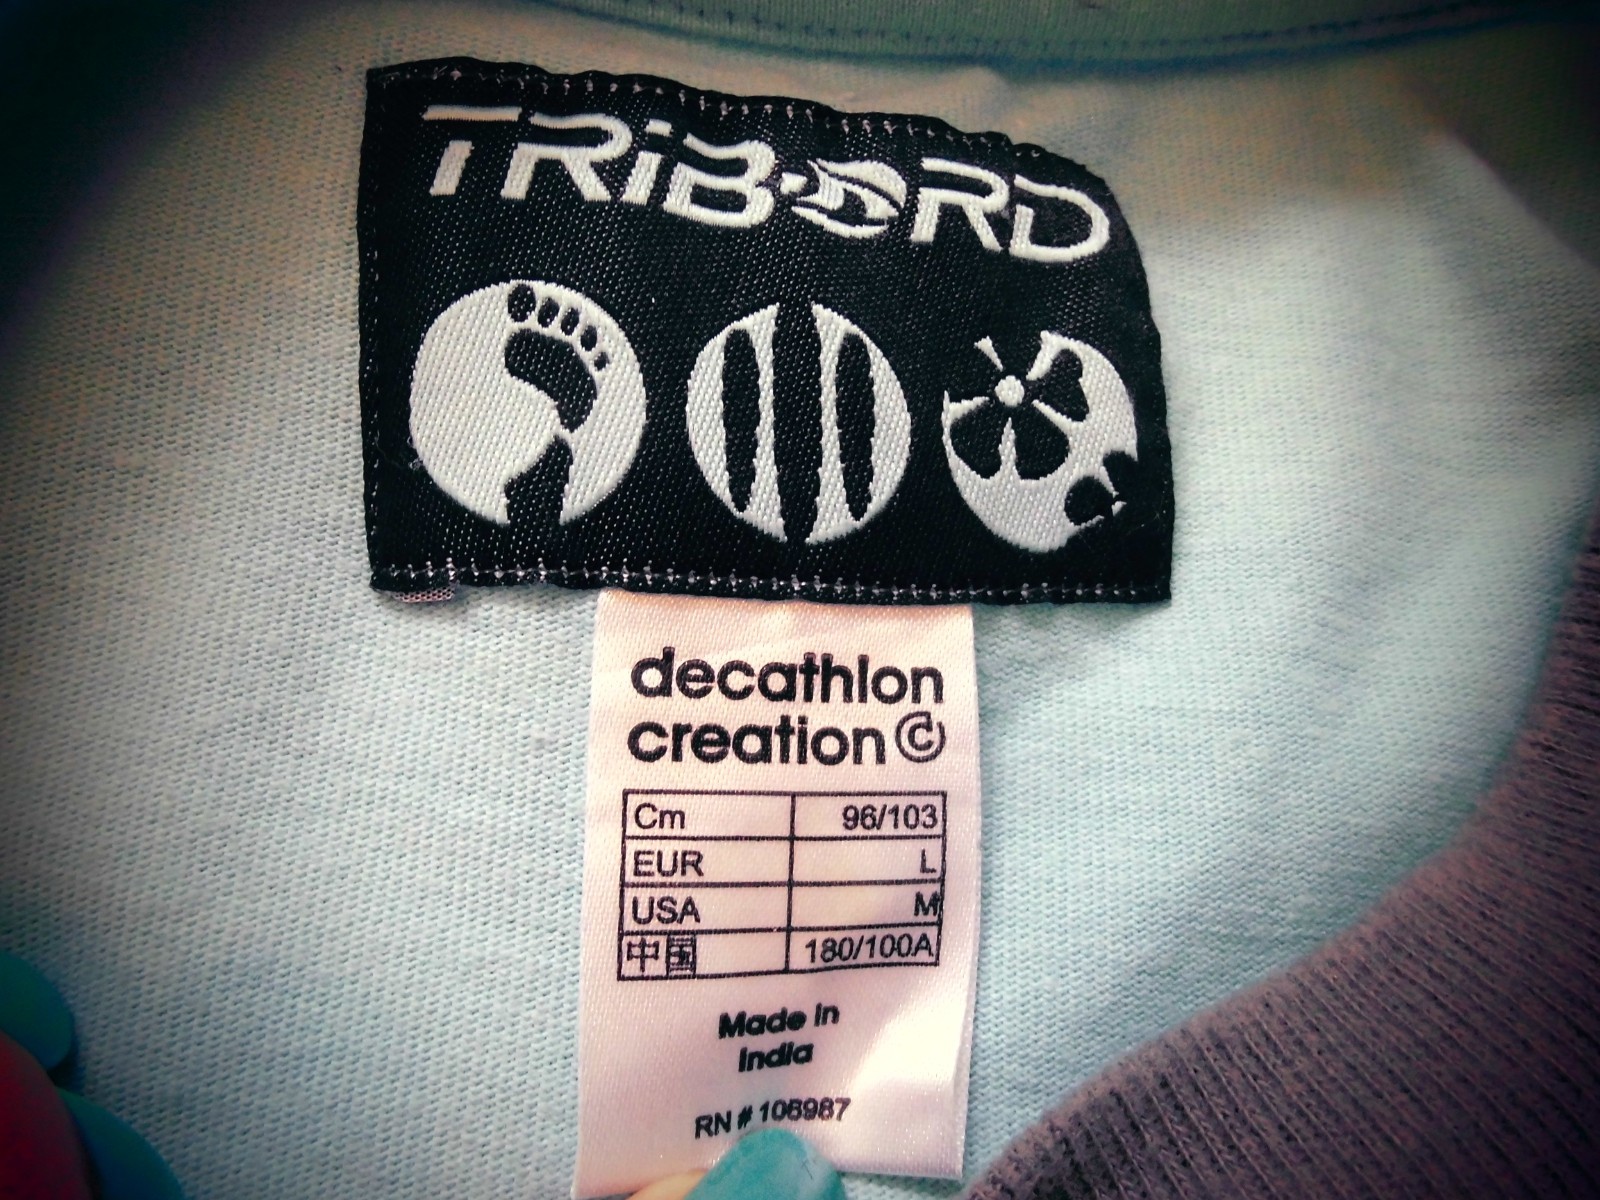 TRiBORD
decathlon
creation ©
Cm 96/103
EUR L
USA M
中国 180/100A
Made in
India
RN # 106987